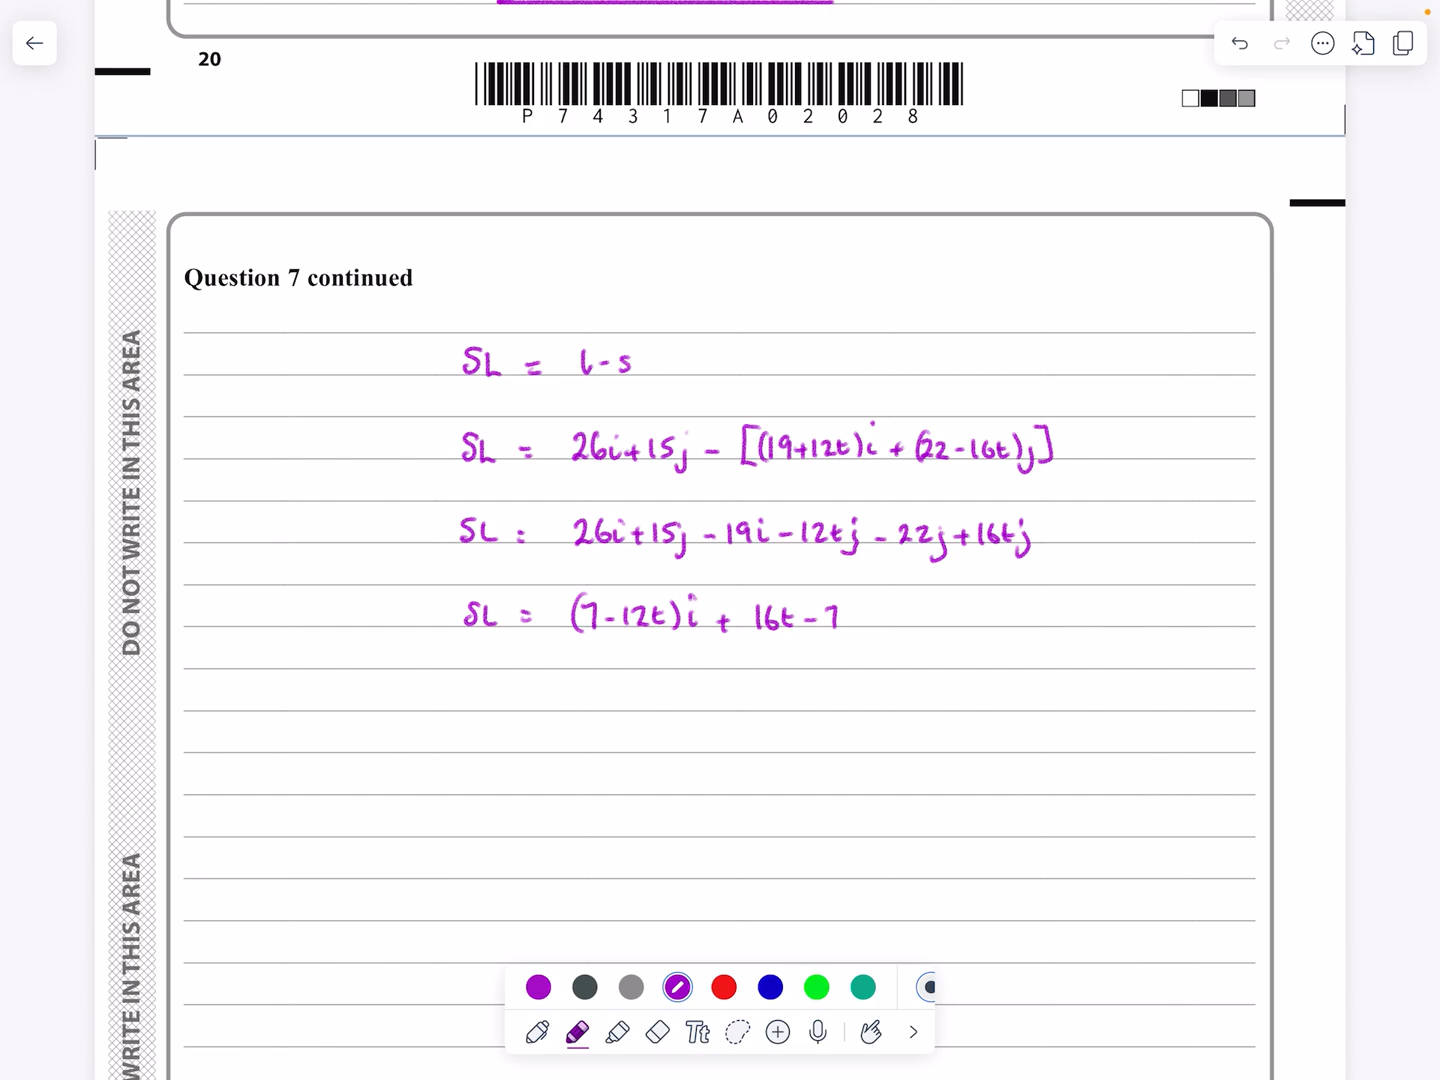 20
P 7 4 3 1 7 A 0 2 0 2 8
DO NOT WRITE IN THIS AREA
Question 7 continued
SL = l - s
SL = 26i+15j - [(19+12t)i + (22-16t)j]
SL = 26i+15j - 19i - 12tj - 22j + 16tj
SL = (7-12t)i + 16t - 7
WRITE IN THIS AREA
Tt